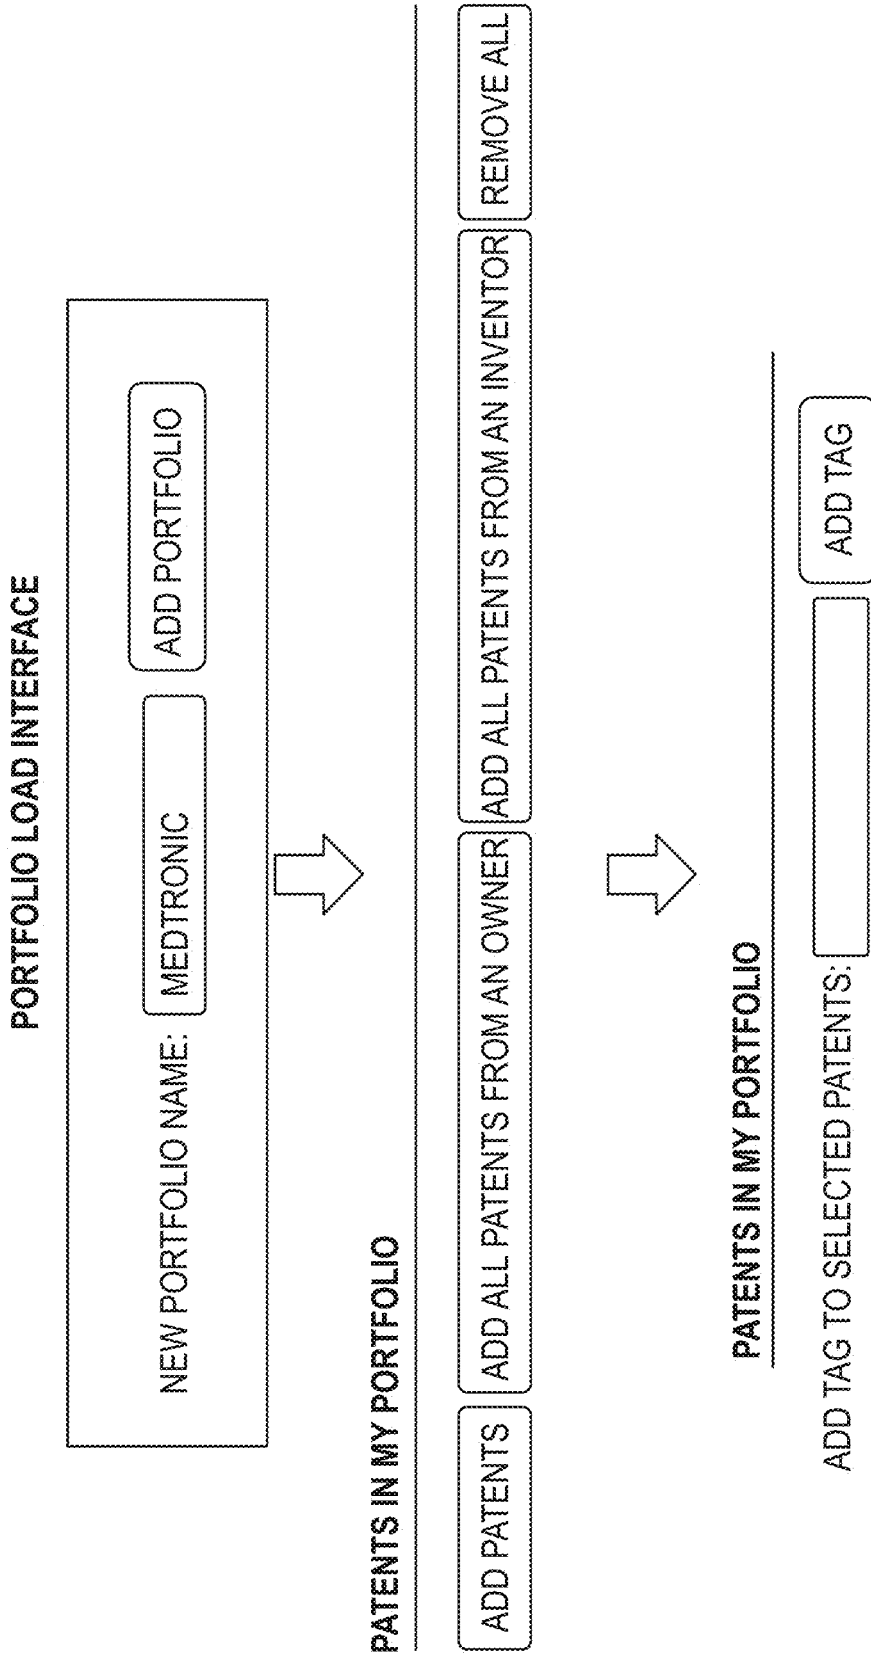 PORTFOLIO LOAD INTERFACE
NEW PORTFOLIO NAME: MEDTRONIC ADD PORTFOLIO
PATENTS IN MY PORTFOLIO
ADD PATENTS ADD ALL PATENTS FROM AN OWNER ADD ALL PATENTS FROM AN INVENTOR REMOVE ALL
PATENTS IN MY PORTFOLIO
ADD TAG TO SELECTED PATENTS: ADD TAG